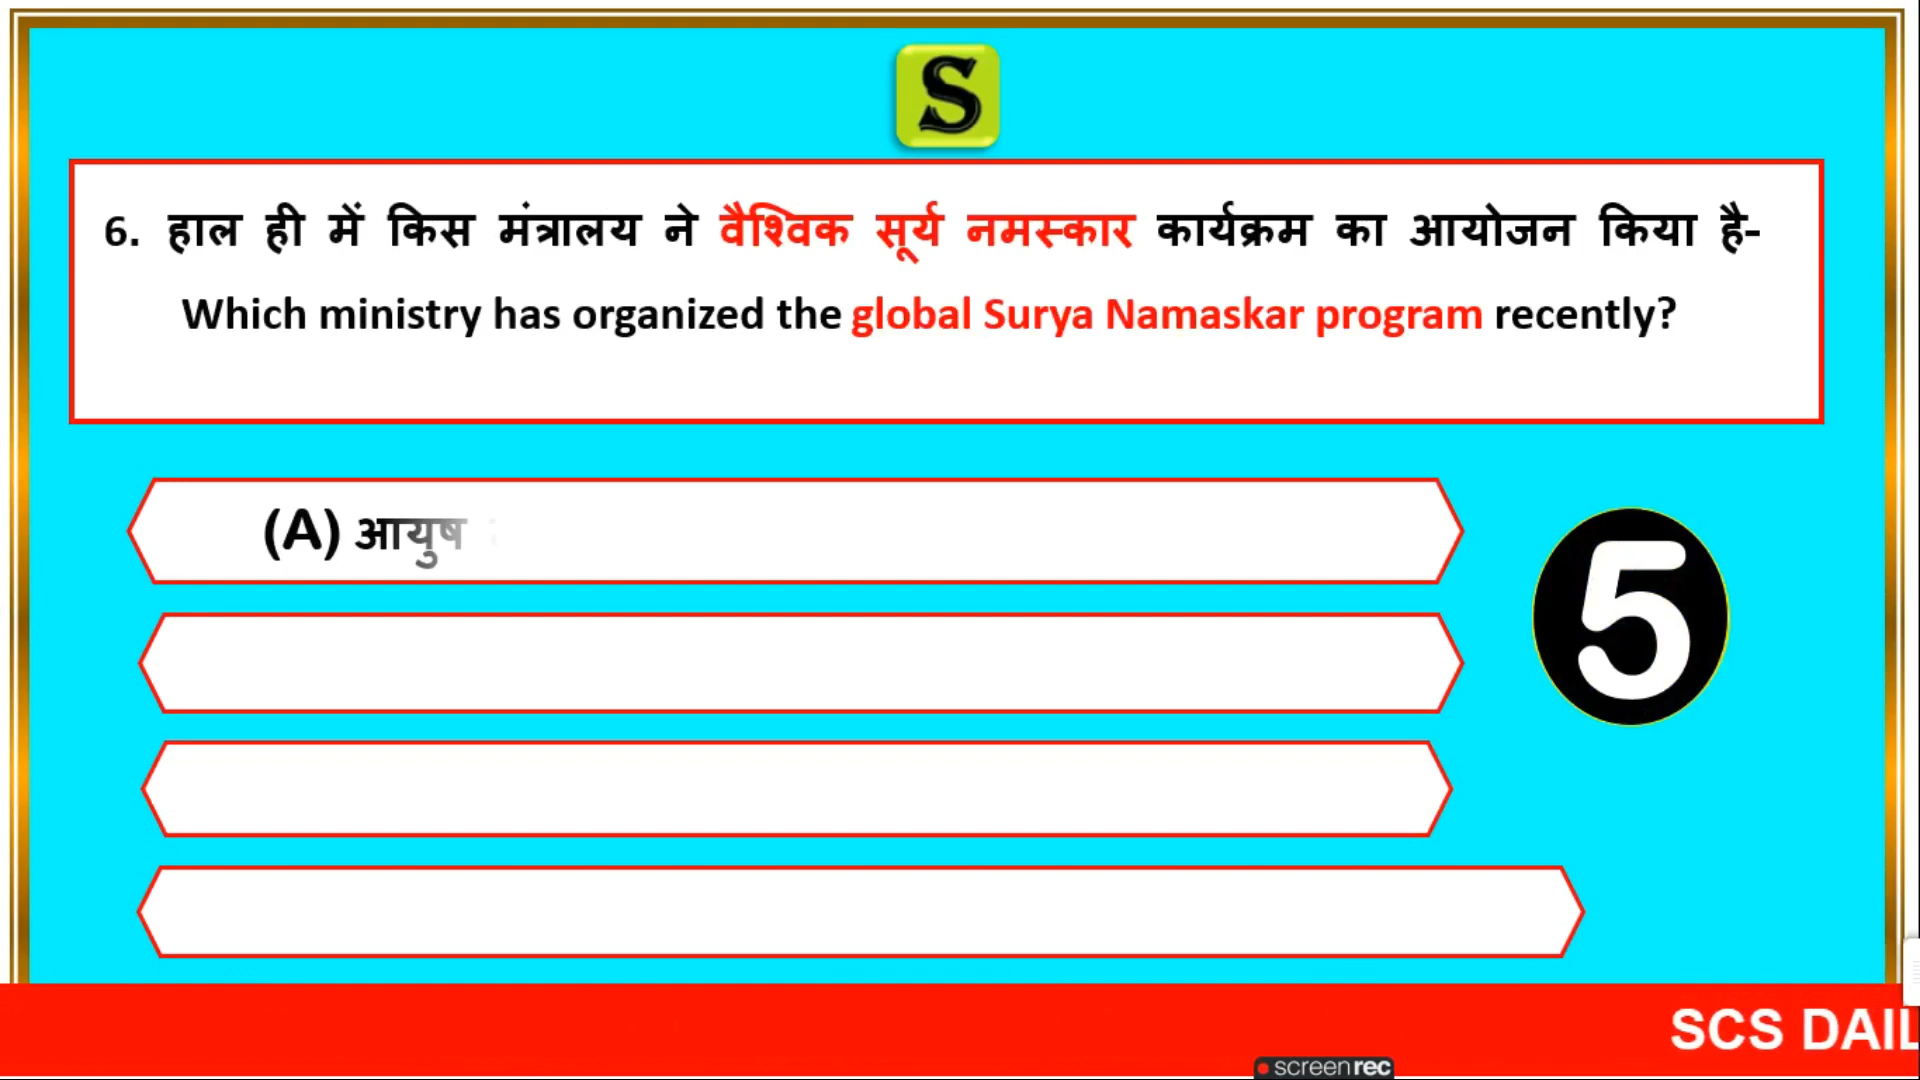 S
6. हाल ही में किस मंत्रालय ने वैश्विक सूर्य नमस्कार कार्यक्रम का आयोजन किया है-
Which ministry has organized the global Surya Namaskar program recently?
(A) आयुष
5
SCS DAIL
screenrec